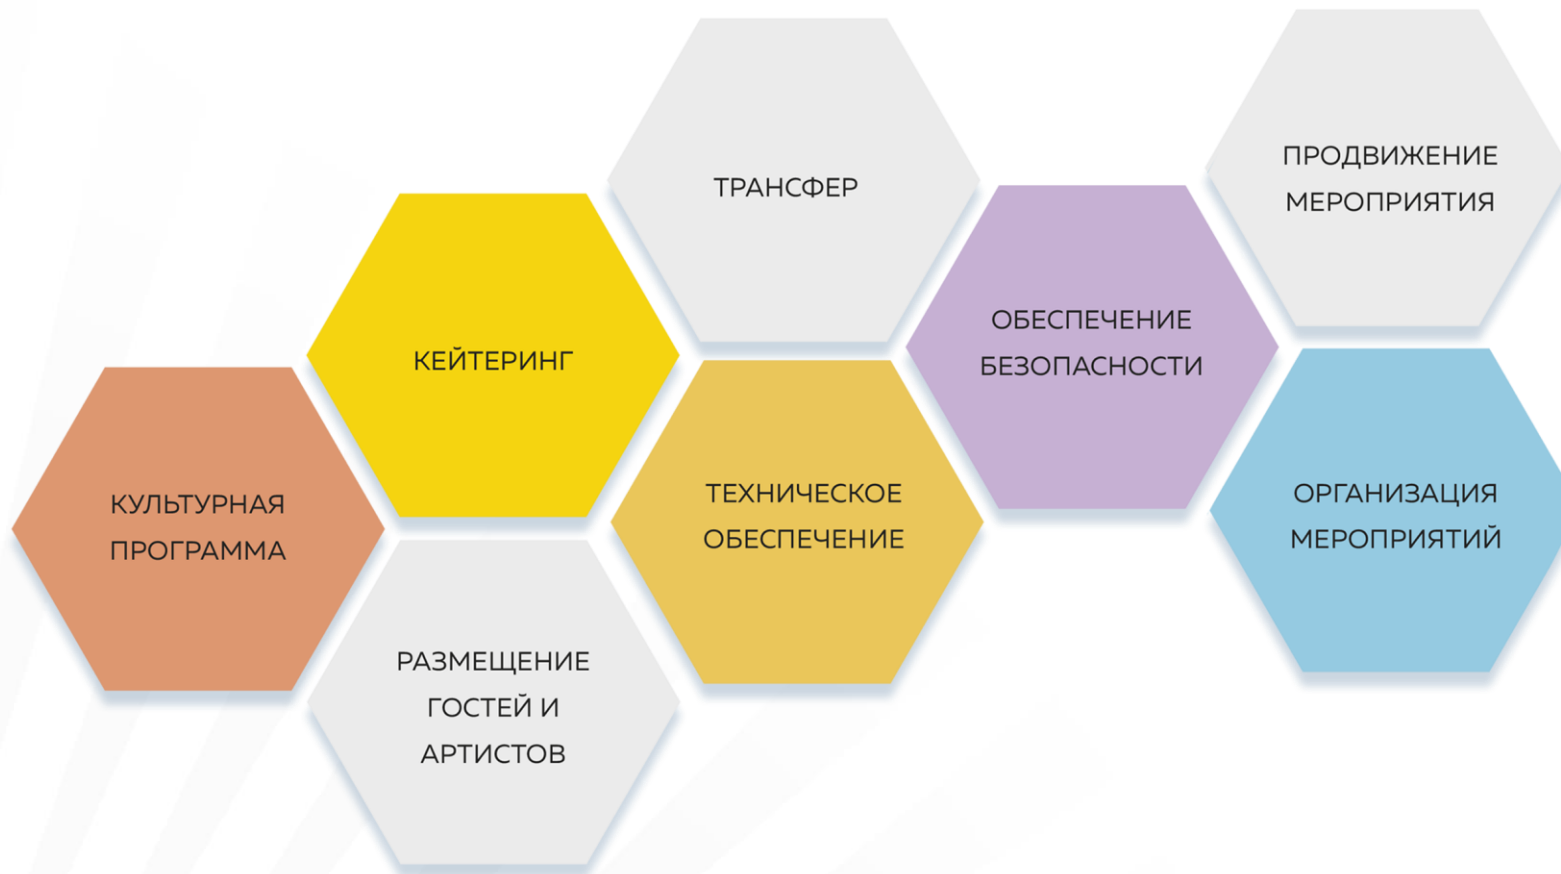 ПРОДВИЖЕНИЕ
МЕРОПРИЯТИЯ
ТРАНСФЕР
ОБЕСПЕЧЕНИЕ
БЕЗОПАСНОСТИ
КЕЙТЕРИНГ
КУЛЬТУРНАЯ
ПРОГРАММА
ТЕХНИЧЕСКОЕ
ОБЕСПЕЧЕНИЕ
ОРГАНИЗАЦИЯ
МЕРОПРИЯТИЙ
РАЗМЕЩЕНИЕ
ГОСТЕЙ И
АРТИСТОВ